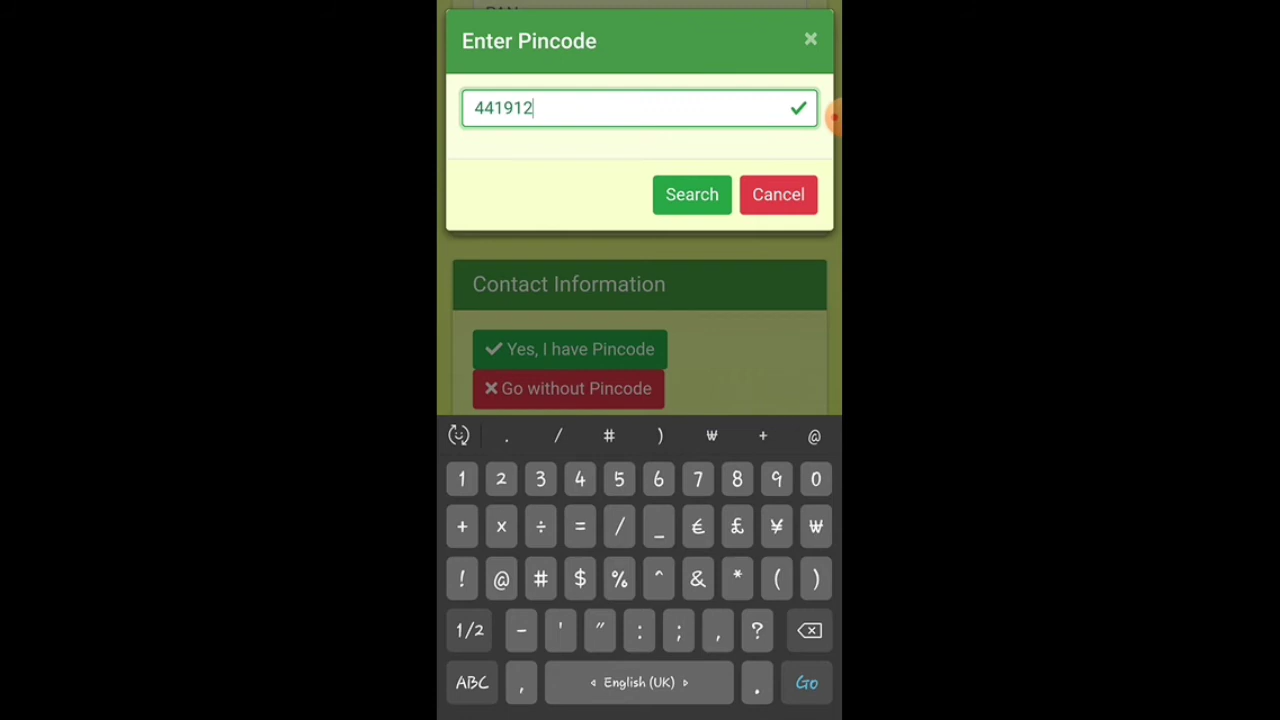 Enter Pincode ×
441912
Search Cancel
Contact Information
Yes, I have Pincode
Go without Pincode
. / # ) ₩ + @
1 2 3 4 5 6 7 8 9 0
+ × ÷ = / _ € £ ¥ ₩
! @ # $ % ^ & * ( )
1/2 - ' " : ; , ?
ABC , English (UK) . Go